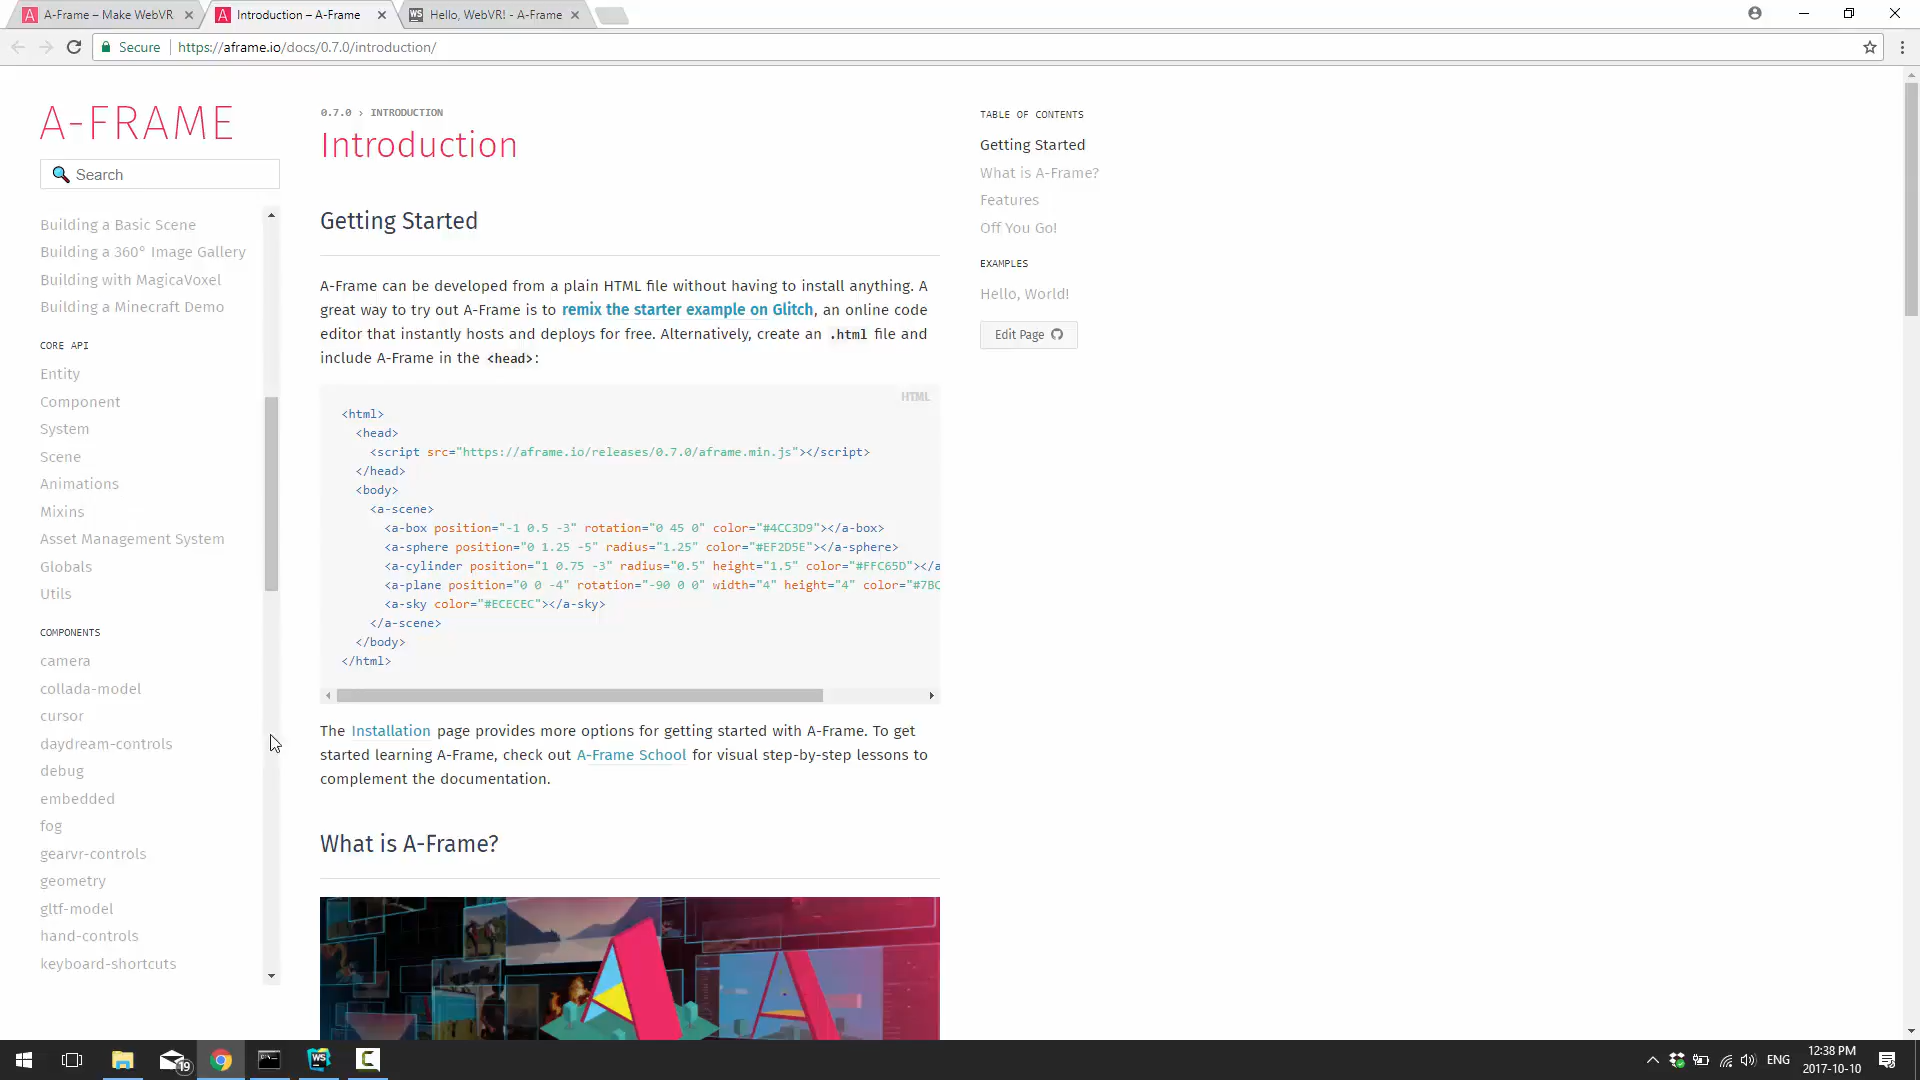 A-Frame – Make WebVR
Introduction – A-Frame
Hello, WebVR! - A-Frame
Secure
https://aframe.io/docs/0.7.0/introduction/
A-FRAME
Search
Building a Basic Scene
Building a 360° Image Gallery
Building with MagicaVoxel
Building a Minecraft Demo
CORE API
Entity
Component
System
Scene
Animations
Mixins
Asset Management System
Globals
Utils
COMPONENTS
camera
collada-model
cursor
daydream-controls
debug
embedded
fog
gearvr-controls
geometry
gltf-model
hand-controls
keyboard-shortcuts
0.7.0 › INTRODUCTION
Introduction
Getting Started
A-Frame can be developed from a plain HTML file without having to install anything. A
great way to try out A-Frame is to remix the starter example on Glitch, an online code
editor that instantly hosts and deploys for free. Alternatively, create an .html file and
include A-Frame in the <head>:
HTML
<html>
<head>
<script src="https://aframe.io/releases/0.7.0/aframe.min.js"></script>
</head>
<body>
<a-scene>
<a-box position="-1 0.5 -3" rotation="0 45 0" color="#4CC3D9"></a-box>
<a-sphere position="0 1.25 -5" radius="1.25" color="#EF2D5E"></a-sphere>
<a-cylinder position="1 0.75 -3" radius="0.5" height="1.5" color="#FFC65D"></a
<a-plane position="0 0 -4" rotation="-90 0 0" width="4" height="4" color="#7BC
<a-sky color="#ECECEC"></a-sky>
</a-scene>
</body>
</html>
The Installation page provides more options for getting started with A-Frame. To get
started learning A-Frame, check out A-Frame School for visual step-by-step lessons to
complement the documentation.
What is A-Frame?
TABLE OF CONTENTS
Getting Started
What is A-Frame?
Features
Off You Go!
EXAMPLES
Hello, World!
Edit Page
19
WS
ENG
12:38 PM
2017-10-10